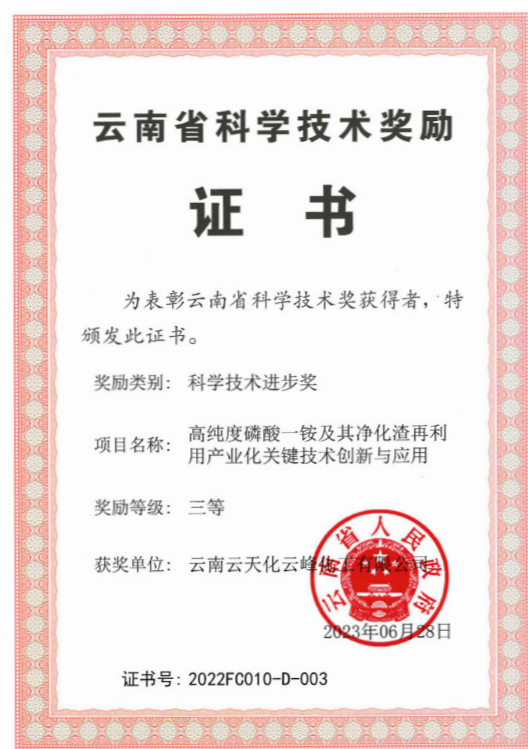 云南省科学技术奖励
证 书
为表彰云南省科学技术奖获得者，特
颁发此证书。
奖励类别： 科学技术进步奖
项目名称： 高纯度磷酸一铵及其净化渣再利
用产业化关键技术创新与应用
奖励等级： 三等
获奖单位： 云南云天化云峰化工有限公司
云南省人民政府
2023年06月28日
证书号：2022FC010-D-003